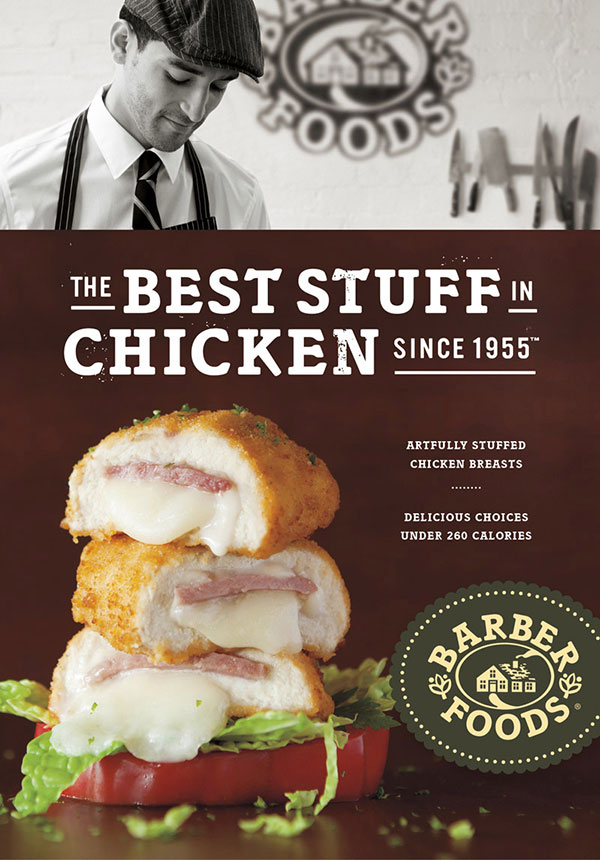 BARBER
FOODS
THE BEST STUFF IN
CHICKEN SINCE 1955™
ARTFULLY STUFFED
CHICKEN BREASTS
DELICIOUS CHOICES
UNDER 260 CALORIES
BARBER
FOODS®